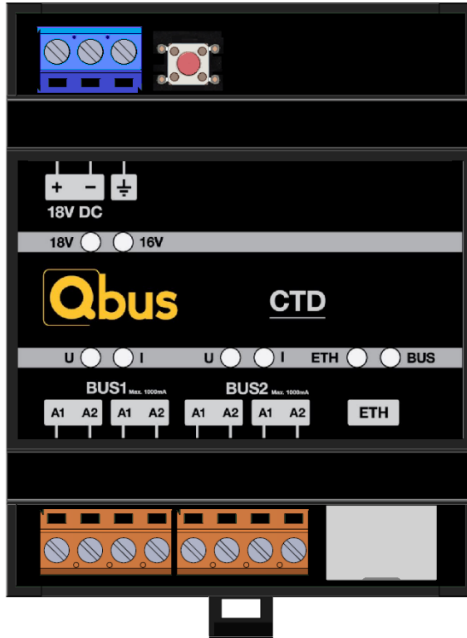 + - ⏚
18V DC
18V 16V
Qbus CTD
U I U I ETH BUS
BUS1 Max. 1000mA BUS2 Max. 1000mA
A1 A2 A1 A2 A1 A2 A1 A2 ETH